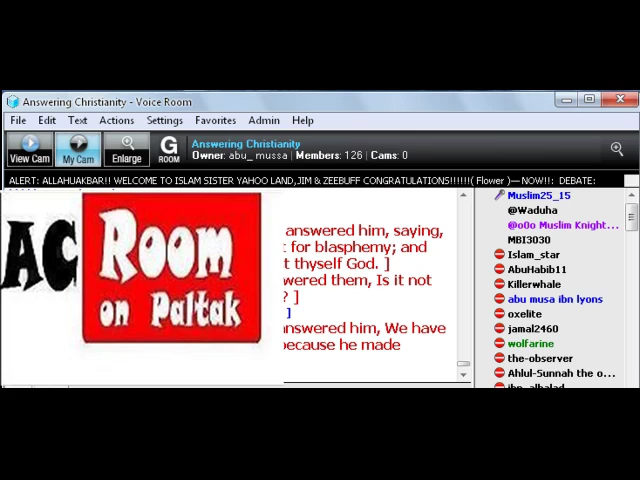 Answering Christianity - Voice Room
File Edit Text Actions Settings Favorites Admin Help
View Cam My Cam Enlarge G ROOM
Answering Christianity
Owner: abu_ mussa | Members: 126 | Cams: 0
ALERT: ALLAHUAKBAR!! WELCOME TO ISLAM SISTER YAHOO LAND,JIM & ZEEBUFF CONGRATULATIONS!!!!!!( Flower )—NOW!!: DEBATE:
AC Room
on Paltak
answered him, saying,
t for blasphemy; and
t thyself God. ]
wered them, Is it not
? ]
]
answered him, We have
because he made
Muslim25_15
@Waduha
@o0o Muslim Knight...
MBI3030
Islam_star
AbuHabib11
Killerwhale
abu musa ibn lyons
oxelite
jamal2460
wolfarine
the-observer
Ahlul-Sunnah the o...